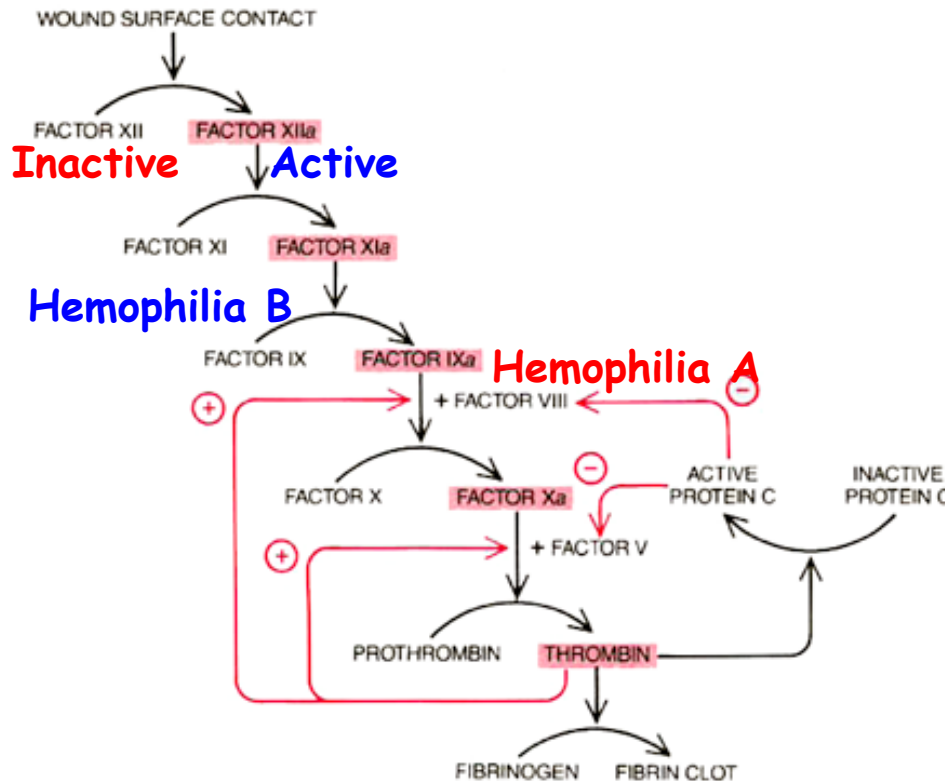 WOUND SURFACE CONTACT
FACTOR XII FACTOR XIIa
Inactive Active
FACTOR XI FACTOR XIa
Hemophilia B
FACTOR IX FACTOR IXa
Hemophilia A
+ + FACTOR VIII −
−
ACTIVE PROTEIN C
INACTIVE PROTEIN C
FACTOR X FACTOR Xa
+ + FACTOR V
PROTHROMBIN THROMBIN
FIBRINOGEN FIBRIN CLOT